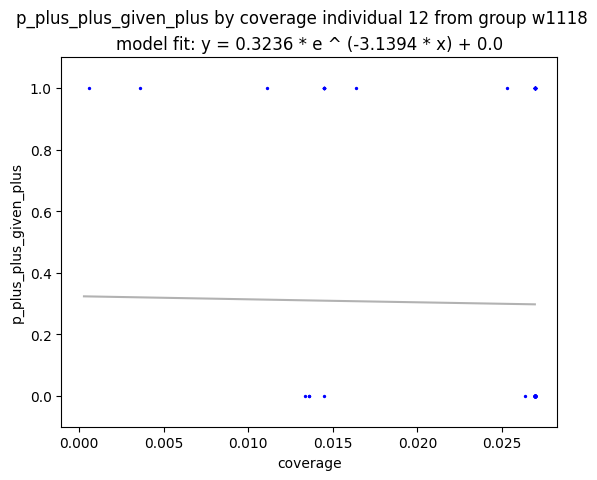 p_plus_plus_given_plus by coverage individual 12 from group w1118
model fit: y = 0.3236 * e ^ (-3.1394 * x) + 0.0
1.0
0.8
0.6
0.4
0.2
0.0
p_plus_plus_given_plus
0.000 0.005 0.010 0.015 0.020 0.025
coverage